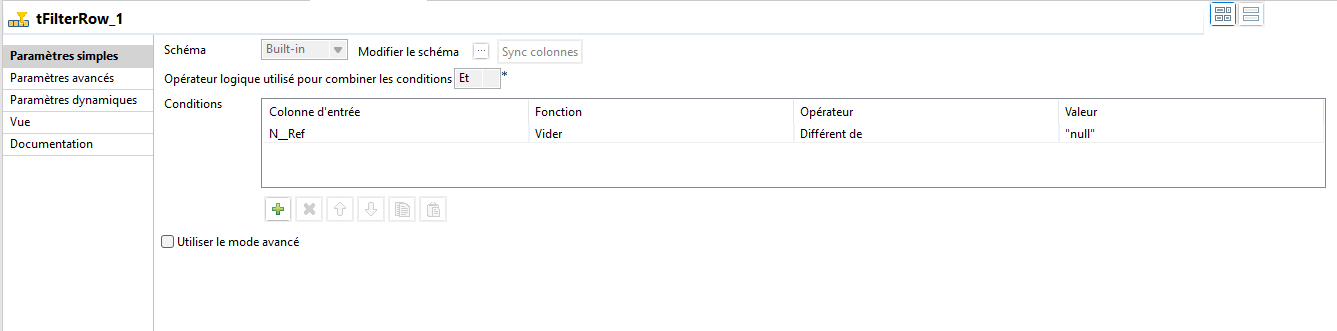 tFilterRow_1
Paramètres simples
Paramètres avancés
Paramètres dynamiques
Vue
Documentation
Schéma Built-in Modifier le schéma ... Sync colonnes
Opérateur logique utilisé pour combiner les conditions Et *
Conditions
Colonne d'entrée Fonction Opérateur Valeur
N__Ref Vider Différent de "null"
Utiliser le mode avancé